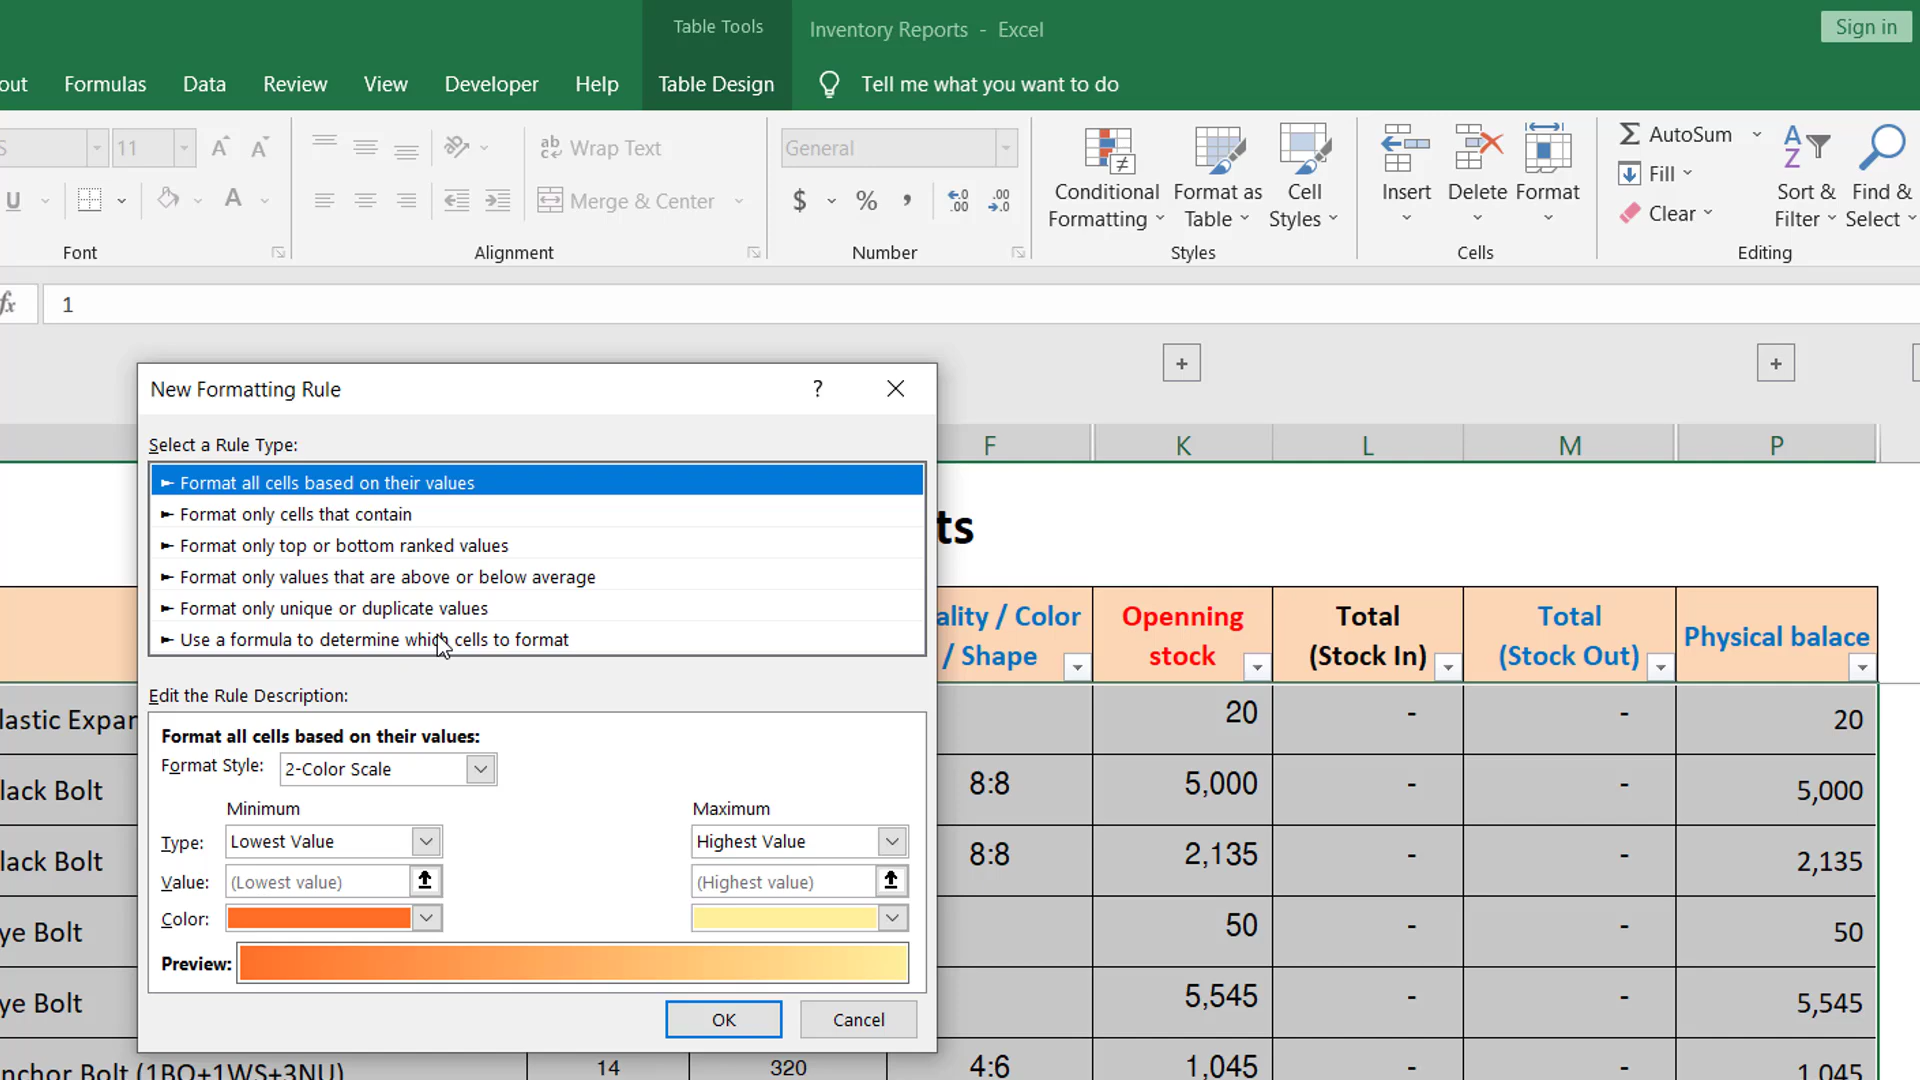 Table Tools
Inventory Reports - Excel
Sign in
out Formulas Data Review View Developer Help Table Design Tell me what you want to do
S 11 A A ab Wrap Text General AutoSum
U A Merge & Center $ % , Conditional Formatting Format as Table Cell Styles Insert Delete Format Fill Clear Sort & Filter Find & Select
Font Alignment Number Styles Cells Editing
fx 1
New Formatting Rule ?
Select a Rule Type:
F K L M P
► Format all cells based on their values
► Format only cells that contain
► Format only top or bottom ranked values
► Format only values that are above or below average
► Format only unique or duplicate values
► Use a formula to determine which cells to format
Edit the Rule Description:
Format all cells based on their values:
Format Style: 2-Color Scale
Minimum Maximum
Type: Lowest Value Highest Value
Value: (Lowest value) (Highest value)
Color:
Preview:
OK Cancel
ts
ality / Color Openning Total Total Physical balace
/ Shape stock (Stock In) (Stock Out)
lastic Expan 20 - - 20
lack Bolt 8:8 5,000 - - 5,000
lack Bolt 8:8 2,135 - - 2,135
ye Bolt 50 - - 50
ye Bolt 5,545 - - 5,545
nchor Bolt (1BO+1WS+3NU) 14 320 4:6 1,045 - - 1,045